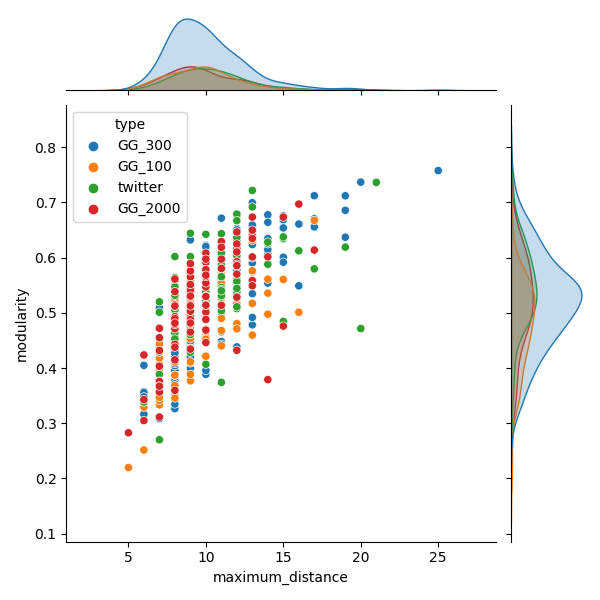 type
GG_300
GG_100
twitter
GG_2000
0.8
0.7
0.6
0.5
0.4
0.3
0.2
0.1
modularity
5 10 15 20 25
maximum_distance